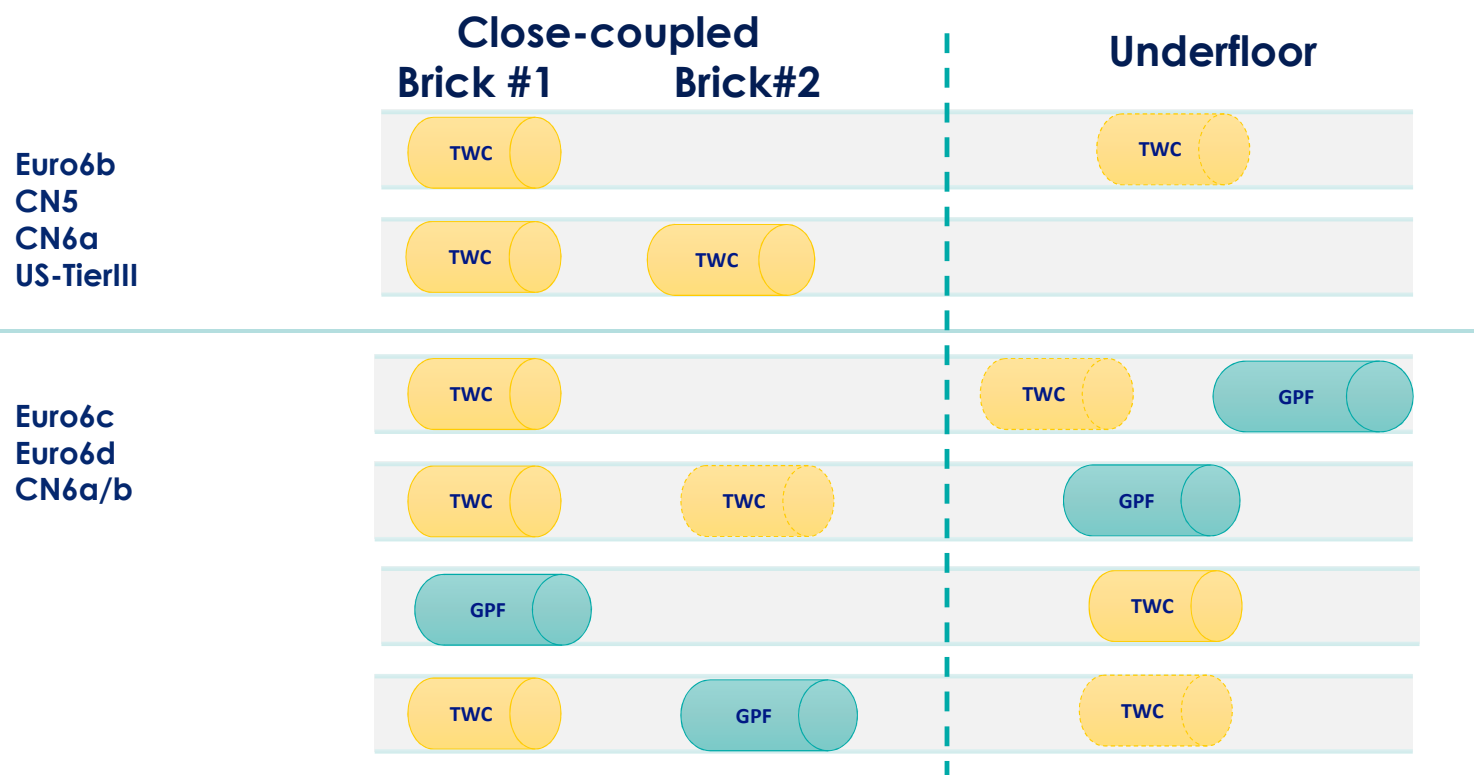 Close-coupled
Underfloor
Brick #1 Brick#2
Euro6b
CN5
CN6a
US-TierIII
TWC TWC
TWC TWC
Euro6c
Euro6d
CN6a/b
TWC TWC GPF
TWC TWC GPF
GPF TWC
TWC GPF TWC